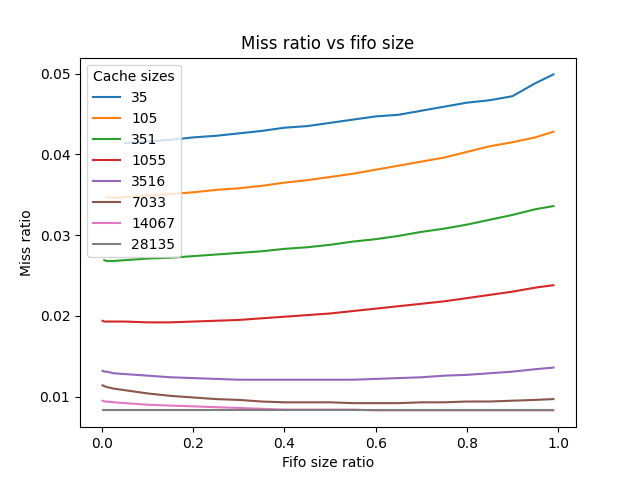 Miss ratio vs fifo size
Cache sizes
35
105
351
1055
3516
7033
14067
28135
0.05
0.04
0.03
0.02
0.01
Miss ratio
0.0 0.2 0.4 0.6 0.8 1.0
Fifo size ratio